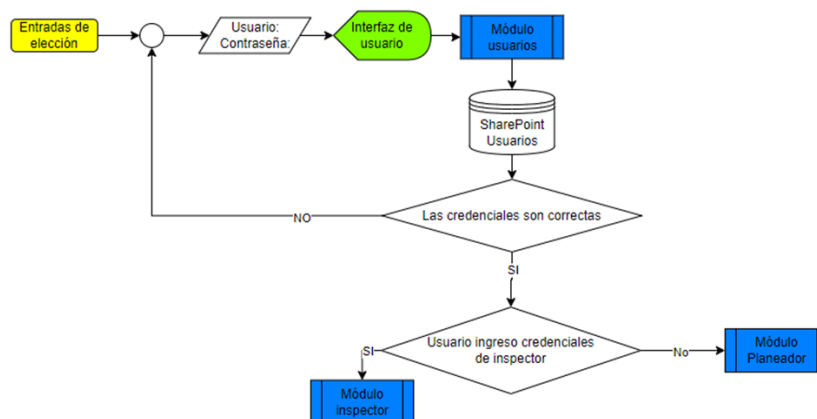 Entradas de
elección
Usuario:
Contraseña:
Interfaz de
usuario
Módulo
usuarios
SharePoint
Usuarios
Las credenciales son correctas
NO
SI
Usuario ingreso credenciales
de inspector
SI
No
Módulo
Planeador
Módulo
inspector